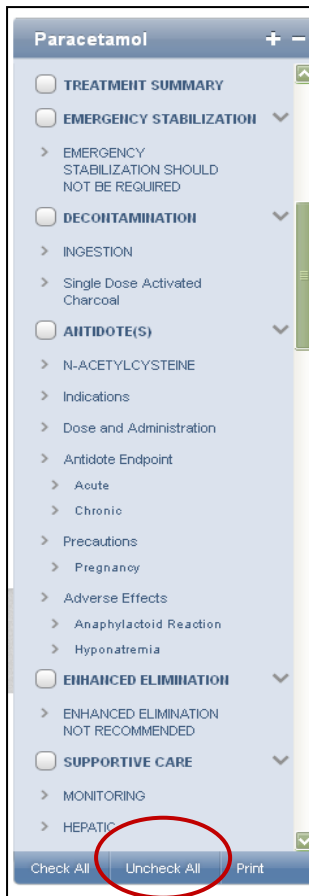 Paracetamol + −
TREATMENT SUMMARY
EMERGENCY STABILIZATION
EMERGENCY
STABILIZATION SHOULD
NOT BE REQUIRED
DECONTAMINATION
INGESTION
Single Dose Activated
Charcoal
ANTIDOTE(S)
N-ACETYLCYSTEINE
Indications
Dose and Administration
Antidote Endpoint
Acute
Chronic
Precautions
Pregnancy
Adverse Effects
Anaphylactoid Reaction
Hyponatremia
ENHANCED ELIMINATION
ENHANCED ELIMINATION
NOT RECOMMENDED
SUPPORTIVE CARE
MONITORING
HEPATIC
Check All Uncheck All Print